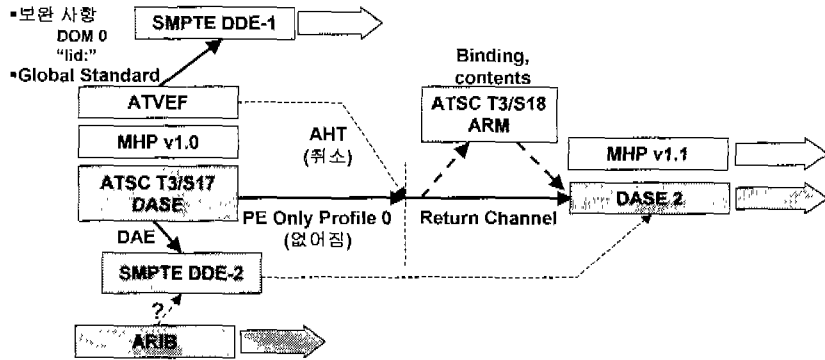 ▪보완 사항
DOM 0
“lid:”
▪Global Standard
SMPTE DDE-1
ATVEF
MHP v1.0
ATSC T3/S17
DASE
DAE
SMPTE DDE-2
?
ARIB
AHT
(취소)
PE Only Profile 0
(없어짐)
Binding,
contents
ATSC T3/S18
ARM
Return Channel
MHP v1.1
DASE 2